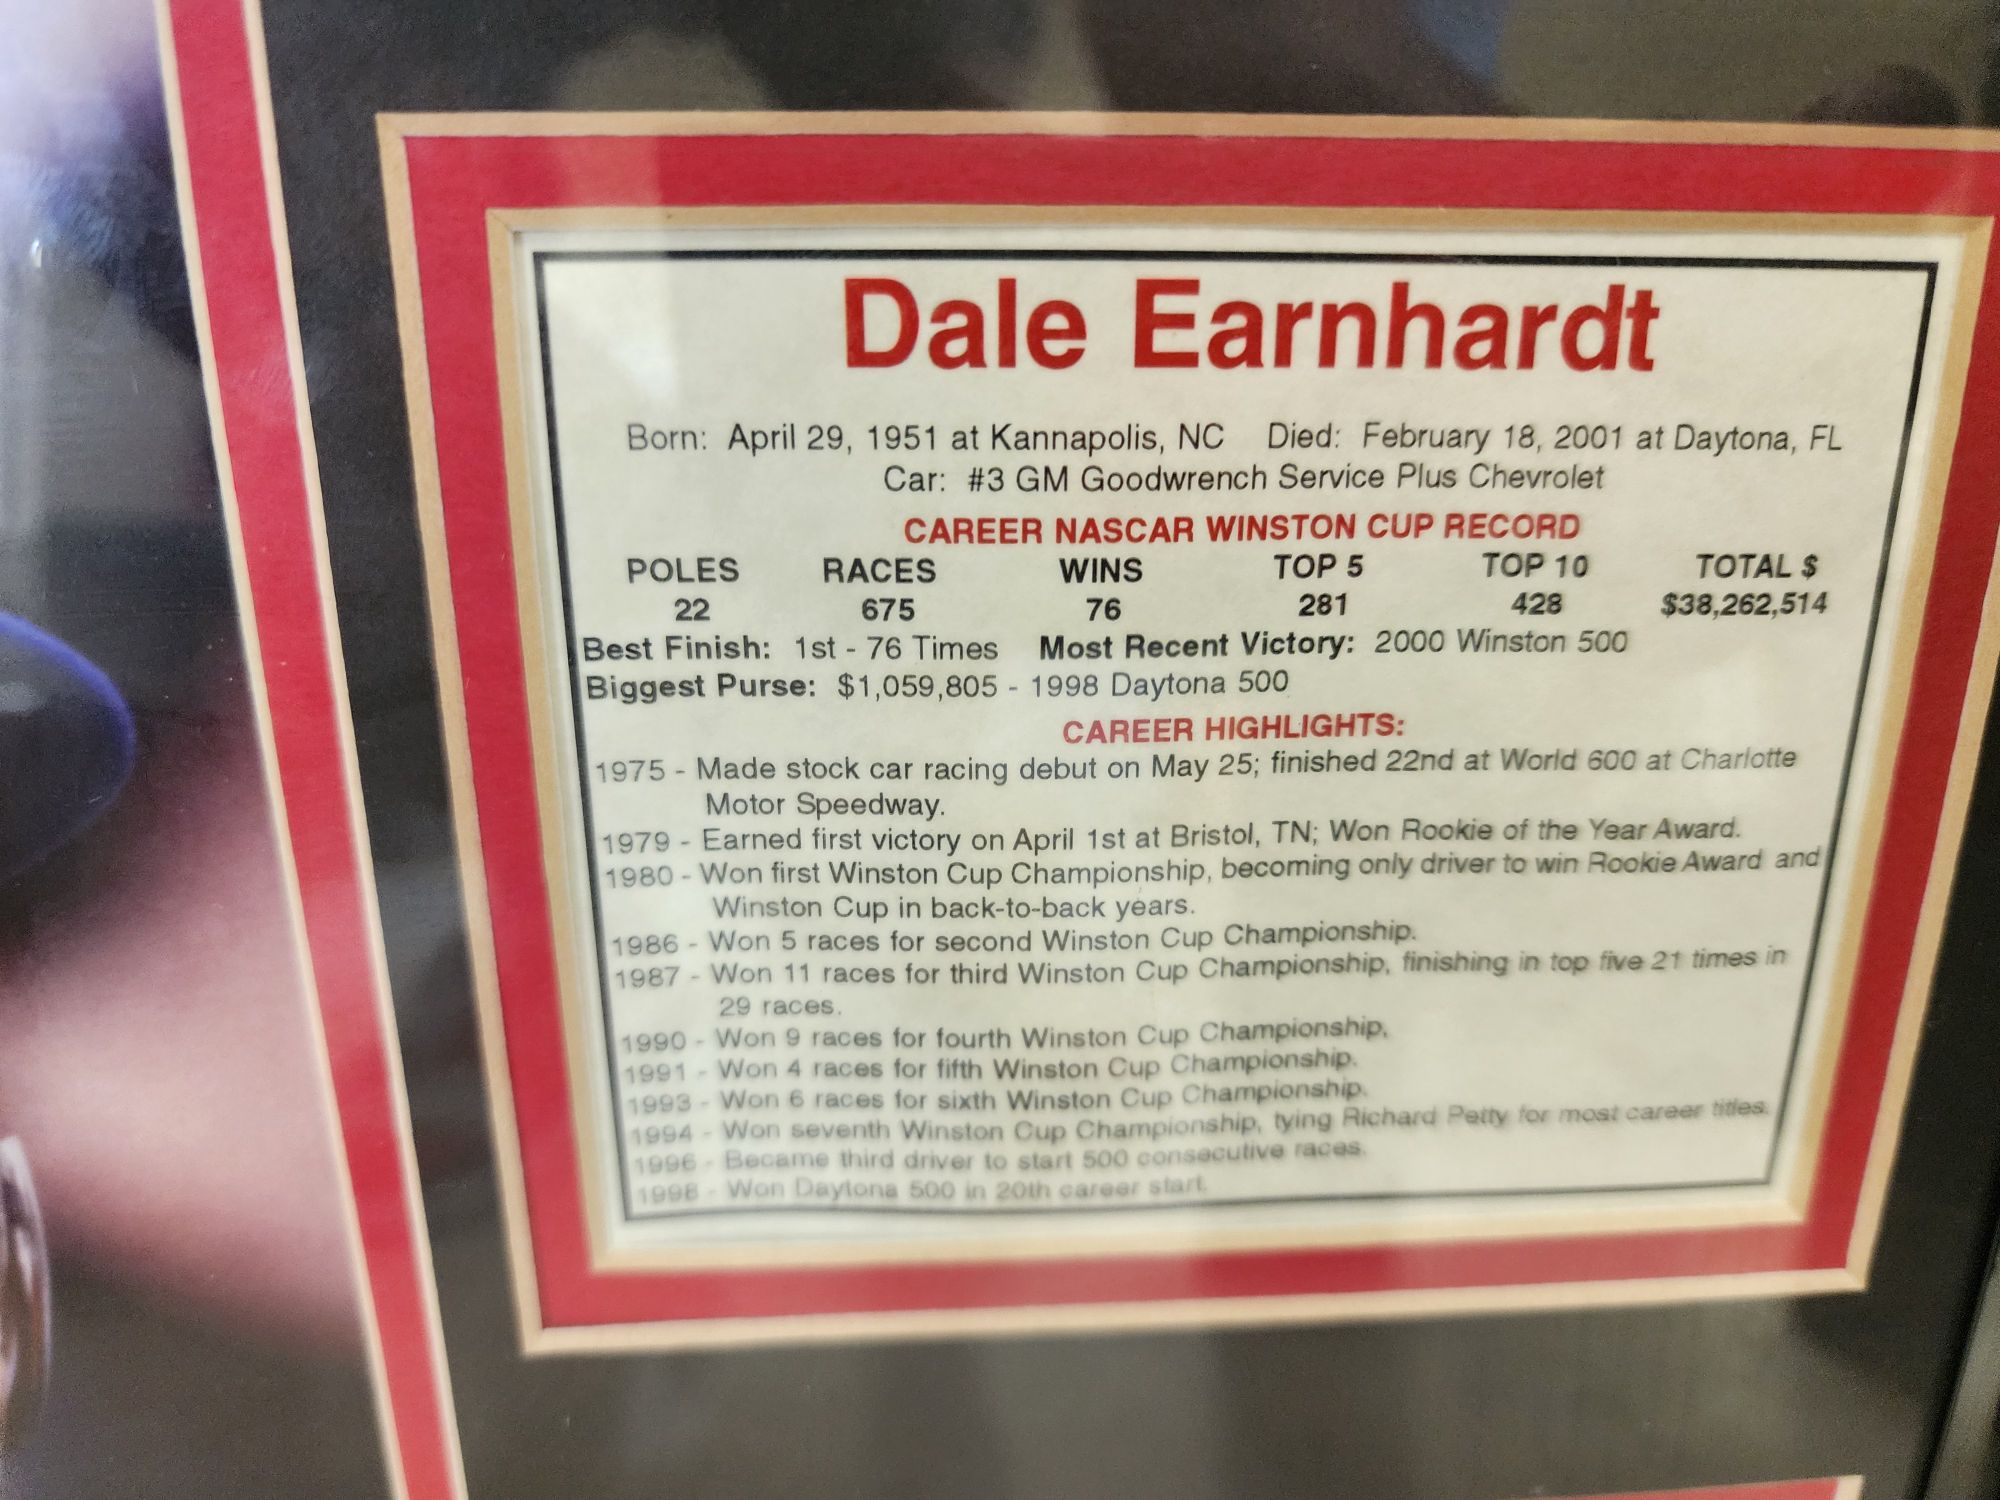 Dale Earnhardt
Born: April 29, 1951 at Kannapolis, NC Died: February 18, 2001 at Daytona, FL
Car: #3 GM Goodwrench Service Plus Chevrolet
CAREER NASCAR WINSTON CUP RECORD
POLES RACES WINS TOP 5 TOP 10 TOTAL $
22 675 76 281 428 $38,262,514
Best Finish: 1st - 76 Times Most Recent Victory: 2000 Winston 500
Biggest Purse: $1,059,805 - 1998 Daytona 500
CAREER HIGHLIGHTS:
1975 - Made stock car racing debut on May 25; finished 22nd at World 600 at Charlotte
Motor Speedway.
1979 - Earned first victory on April 1st at Bristol, TN; Won Rookie of the Year Award.
1980 - Won first Winston Cup Championship, becoming only driver to win Rookie Award and
Winston Cup in back-to-back years.
1986 - Won 5 races for second Winston Cup Championship.
1987 - Won 11 races for third Winston Cup Championship, finishing in top five 21 times in
29 races.
1990 - Won 9 races for fourth Winston Cup Championship.
1991 - Won 4 races for fifth Winston Cup Championship.
1993 - Won 6 races for sixth Winston Cup Championship.
1994 - Won seventh Winston Cup Championship, tying Richard Petty for most career titles.
1996 - Became third driver to start 500 consecutive races.
1998 - Won Daytona 500 in 20th career start.